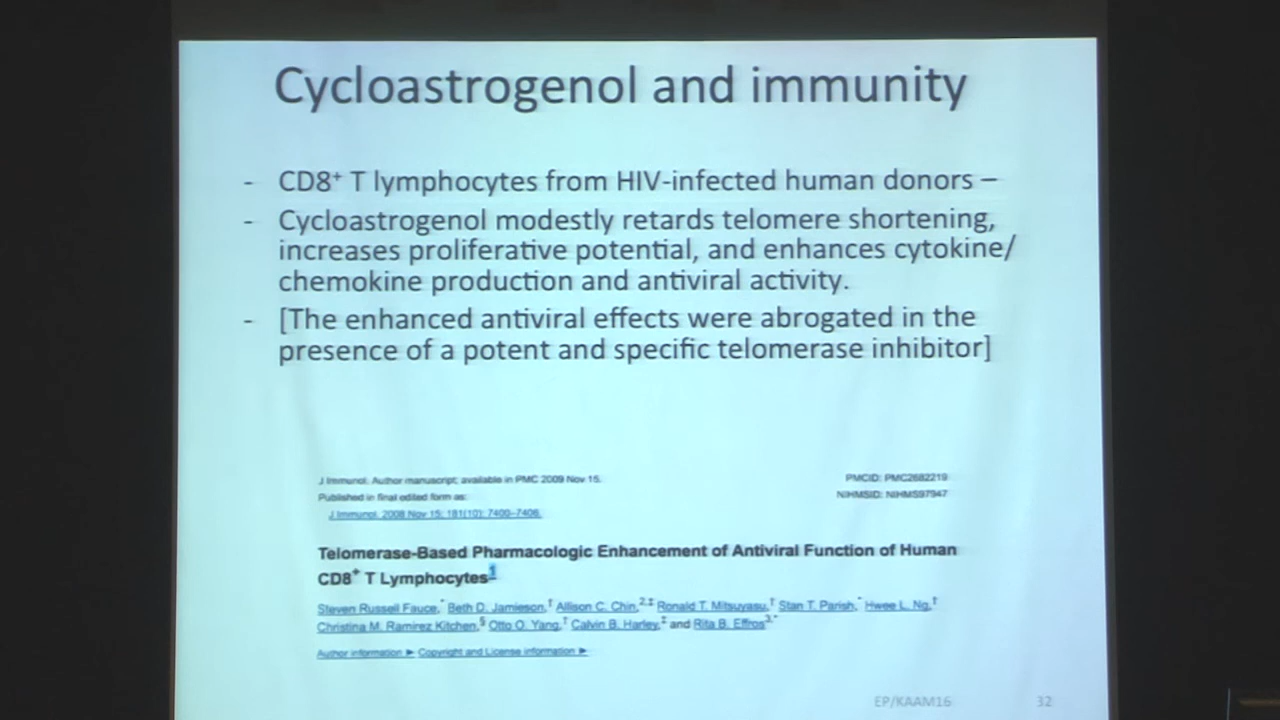 Cycloastrogenol and immunity
- CD8⁺ T lymphocytes from HIV-infected human donors –
- Cycloastrogenol modestly retards telomere shortening,
increases proliferative potential, and enhances cytokine/
chemokine production and antiviral activity.
- [The enhanced antiviral effects were abrogated in the
presence of a potent and specific telomerase inhibitor]
J Immunol. Author manuscript; available in PMC 2009 Nov 15.
PMCID: PMC2682219
Published in final edited form as:
NIHMSID: NIHMS97947
J Immunol. 2008 Nov 15; 181(10): 7400–7406.
Telomerase-Based Pharmacologic Enhancement of Antiviral Function of Human
CD8⁺ T Lymphocytes¹
Steven Russell Fauce,* Beth D. Jamieson,† Allison C. Chin,2,‡ Ronald T. Mitsuyasu,† Stan T. Parish,* Hwee L. Ng,†
Christina M. Ramirez Kitchen,§ Otto O. Yang,† Calvin B. Harley,‡ and Rita B. Effros3,*
Author information ► Copyright and License information ►
EP/KAAM16
32